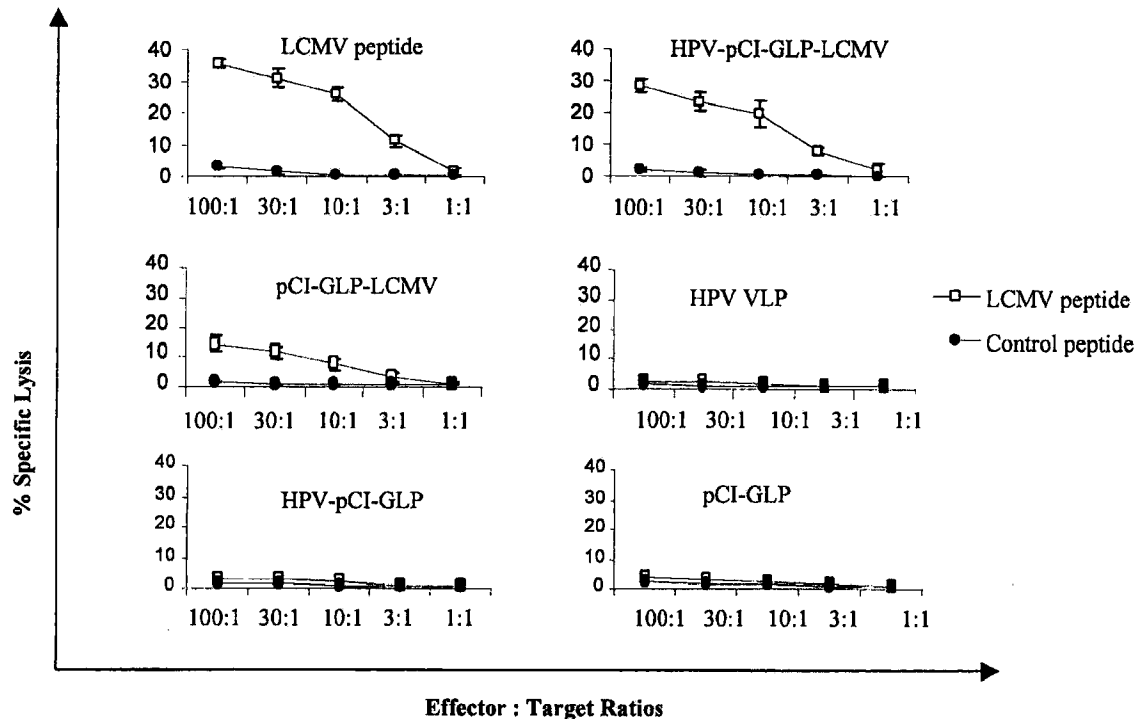 LCMV peptide
40
30
20
10
0
100:1 30:1 10:1 3:1 1:1
HPV-pCI-GLP-LCMV
40
30
20
10
0
100:1 30:1 10:1 3:1 1:1
pCI-GLP-LCMV
40
30
20
10
0
100:1 30:1 10:1 3:1 1:1
HPV VLP
40
30
20
10
0
100:1 30:1 10:1 3:1 1:1
LCMV peptide
Control peptide
HPV-pCI-GLP
40
30
20
10
0
100:1 30:1 10:1 3:1 1:1
pCI-GLP
40
30
20
10
0
100:1 30:1 10:1 3:1 1:1
% Specific Lysis
Effector : Target Ratios